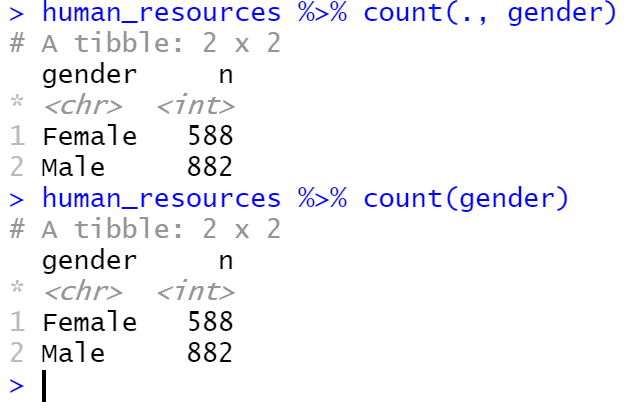 > human_resources %>% count(., gender)
# A tibble: 2 x 2
  gender     n
* <chr>  <int>
1 Female   588
2 Male     882
> human_resources %>% count(gender)
# A tibble: 2 x 2
  gender     n
* <chr>  <int>
1 Female   588
2 Male     882
>